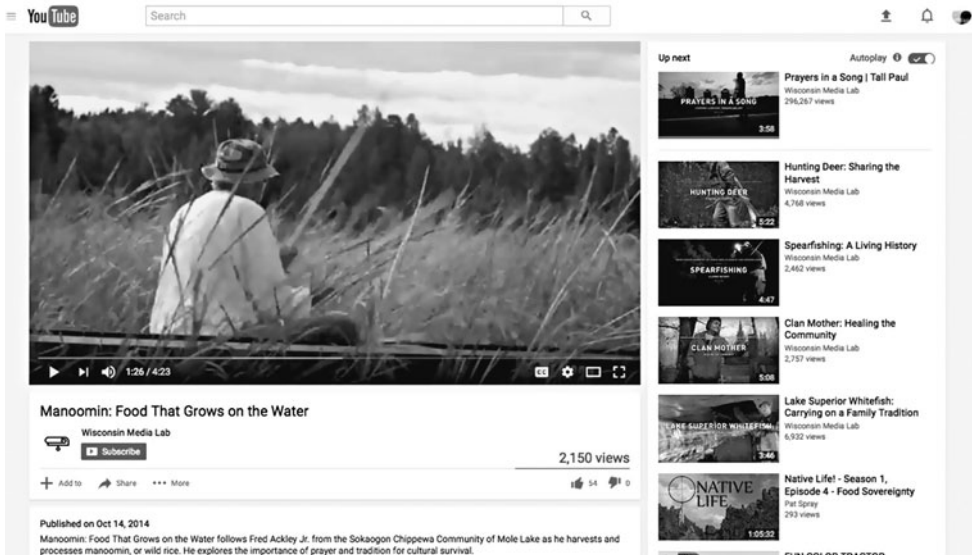 You Tube
Search
1:26 / 4:23
CC
Manoomin: Food That Grows on the Water
Wisconsin Media Lab
Subscribe
2,150 views
Add to
Share
More
54
0
Published on Oct 14, 2014
Manoomin: Food That Grows on the Water follows Fred Ackley Jr. from the Sokaogon Chippewa Community of Mole Lake as he harvests and
processes manoomin, or wild rice. He explores the importance of prayer and tradition for cultural survival.
Up next
Autoplay
PRAYERS IN A SONG
3:58
Prayers in a Song | Tall Paul
Wisconsin Media Lab
296,267 views
HUNTING DEER
5:22
Hunting Deer: Sharing the
Harvest
Wisconsin Media Lab
4,768 views
SPEARFISHING
4:47
Spearfishing: A Living History
Wisconsin Media Lab
2,462 views
CLAN MOTHER
5:08
Clan Mother: Healing the
Community
Wisconsin Media Lab
2,757 views
LAKE SUPERIOR WHITEFISH
3:46
Lake Superior Whitefish:
Carrying on a Family Tradition
Wisconsin Media Lab
6,932 views
NATIVE
LIFE
1:05:32
Native Life! - Season 1,
Episode 4 - Food Sovereignty
Pat Spray
293 views
FUN COLOR TRACTOR